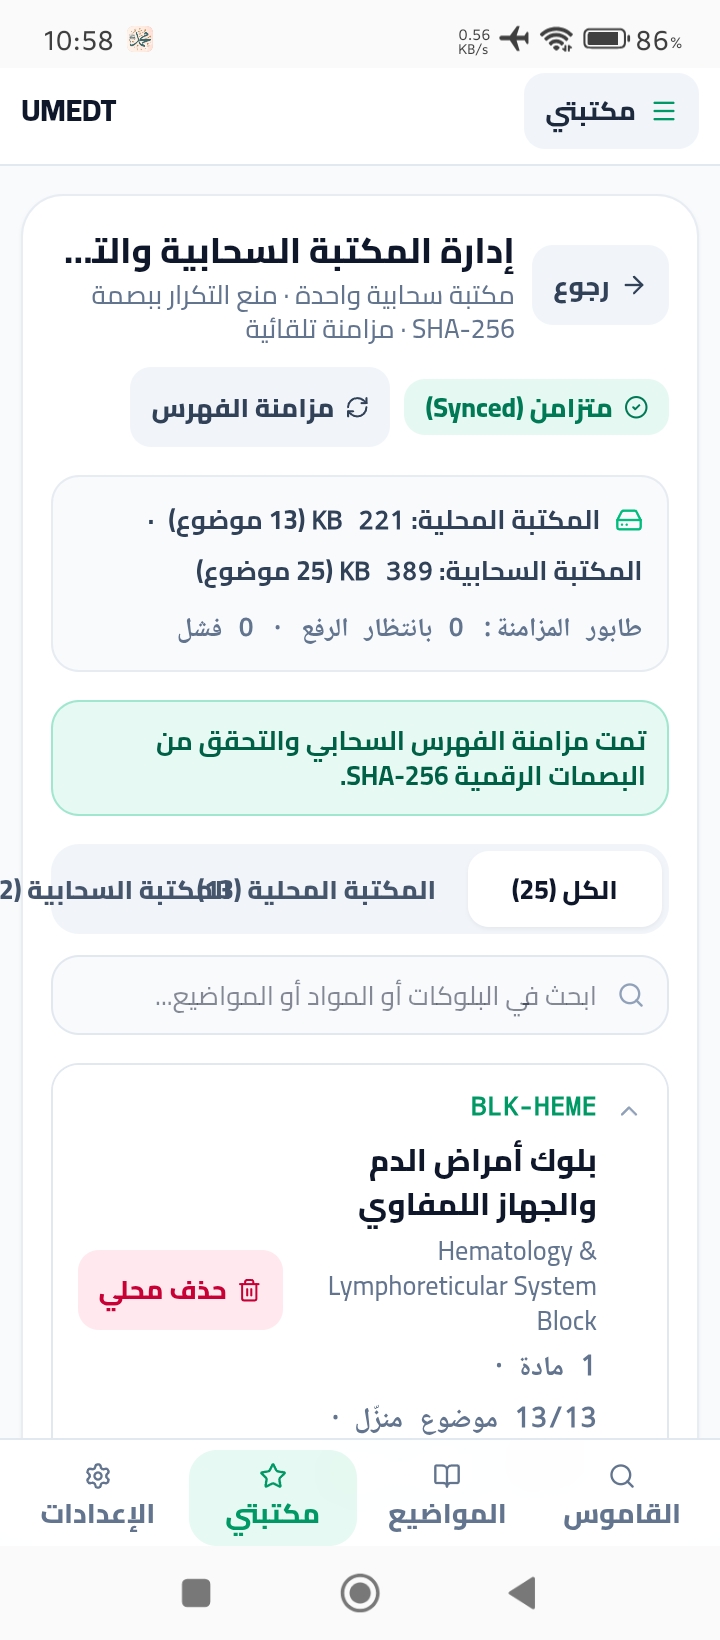 10:58
0.56 KB/s
86%
UMEDT
مكتبتي
رجوع
إدارة المكتبة السحابية والتـ...
مكتبة سحابية واحدة · منع التكرار ببصمة
SHA-256 · مزامنة تلقائية
متزامن (Synced)
مزامنة الفهرس
المكتبة المحلية: 221 KB (13 موضوع) ·
المكتبة السحابية: 389 KB (25 موضوع)
طابور المزامنة: 0 بانتظار الرفع · 0 فشل
تمت مزامنة الفهرس السحابي والتحقق من
البصمات الرقمية SHA-256.
الكل (25)
المكتبة المحلية (13)
المكتبة السحابية (2
ابحث في البلوكات أو المواد أو المواضيع...
BLK-HEME
بلوك أمراض الدم
والجهاز اللمفاوي
Hematology &
Lymphoreticular System
Block
حذف محلي
1 مادة ·
13/13 موضوع منزّل ·
القاموس
المواضيع
مكتبتي
الإعدادات